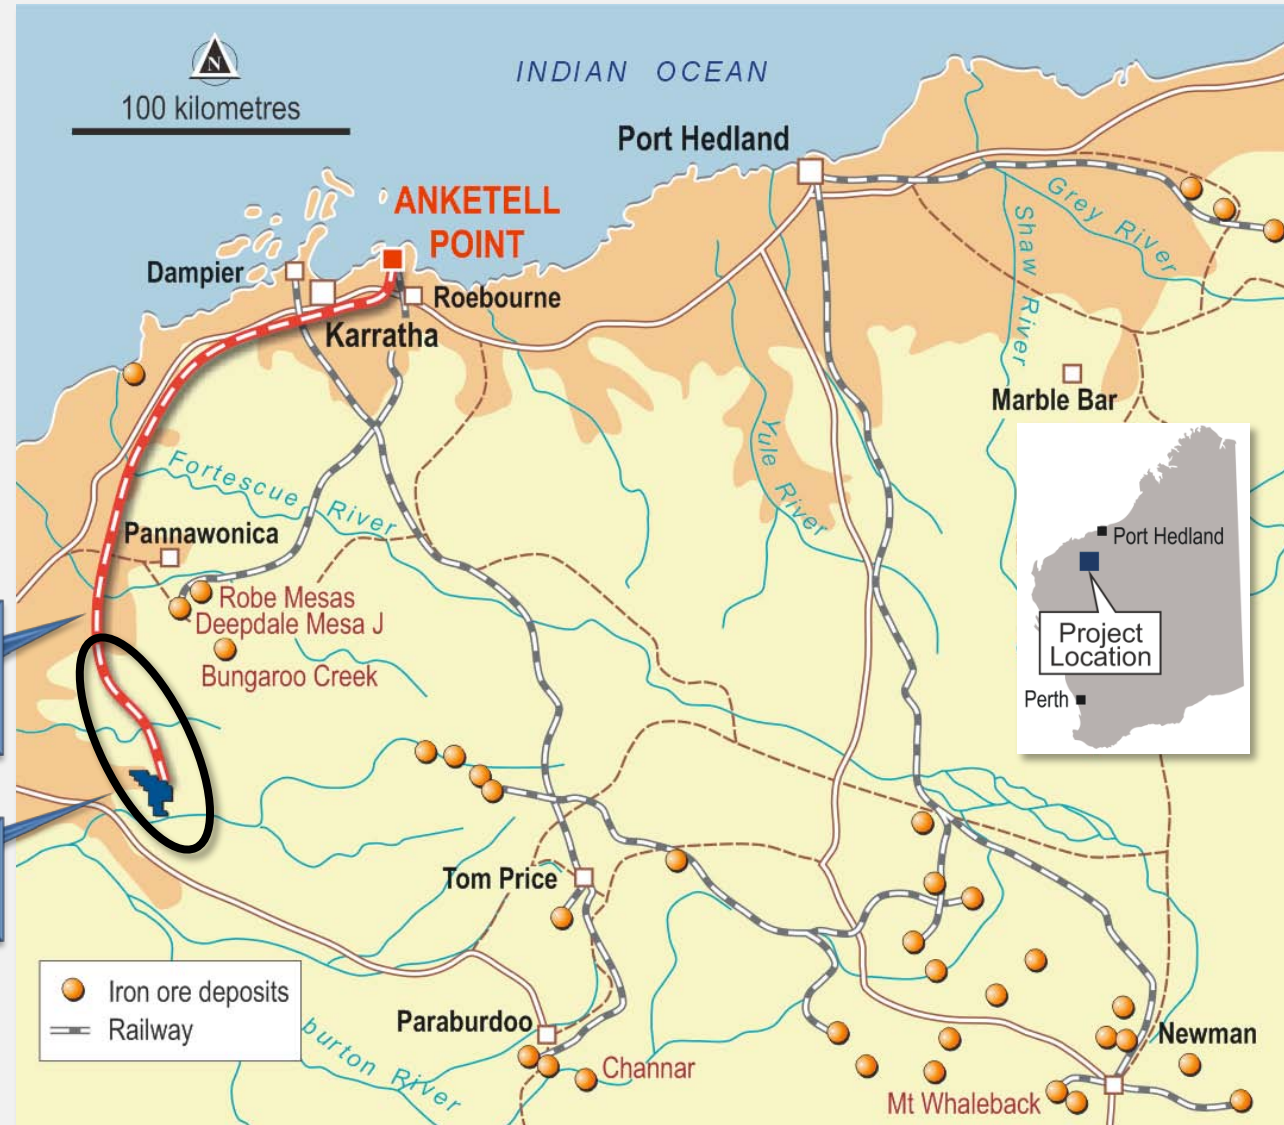 N
100 kilometres
INDIAN OCEAN
Port Hedland
ANKETELL
POINT
Dampier
Roebourne
Karratha
Grey River
Shaw River
Marble Bar
Yule River
Fortescue River
Pannawonica
Robe Mesas
Deepdale Mesa J
Bungaroo Creek
Port Hedland
Project
Location
Perth
Tom Price
Iron ore deposits
Railway
burton River
Paraburdoo
Channar
Newman
Mt Whaleback